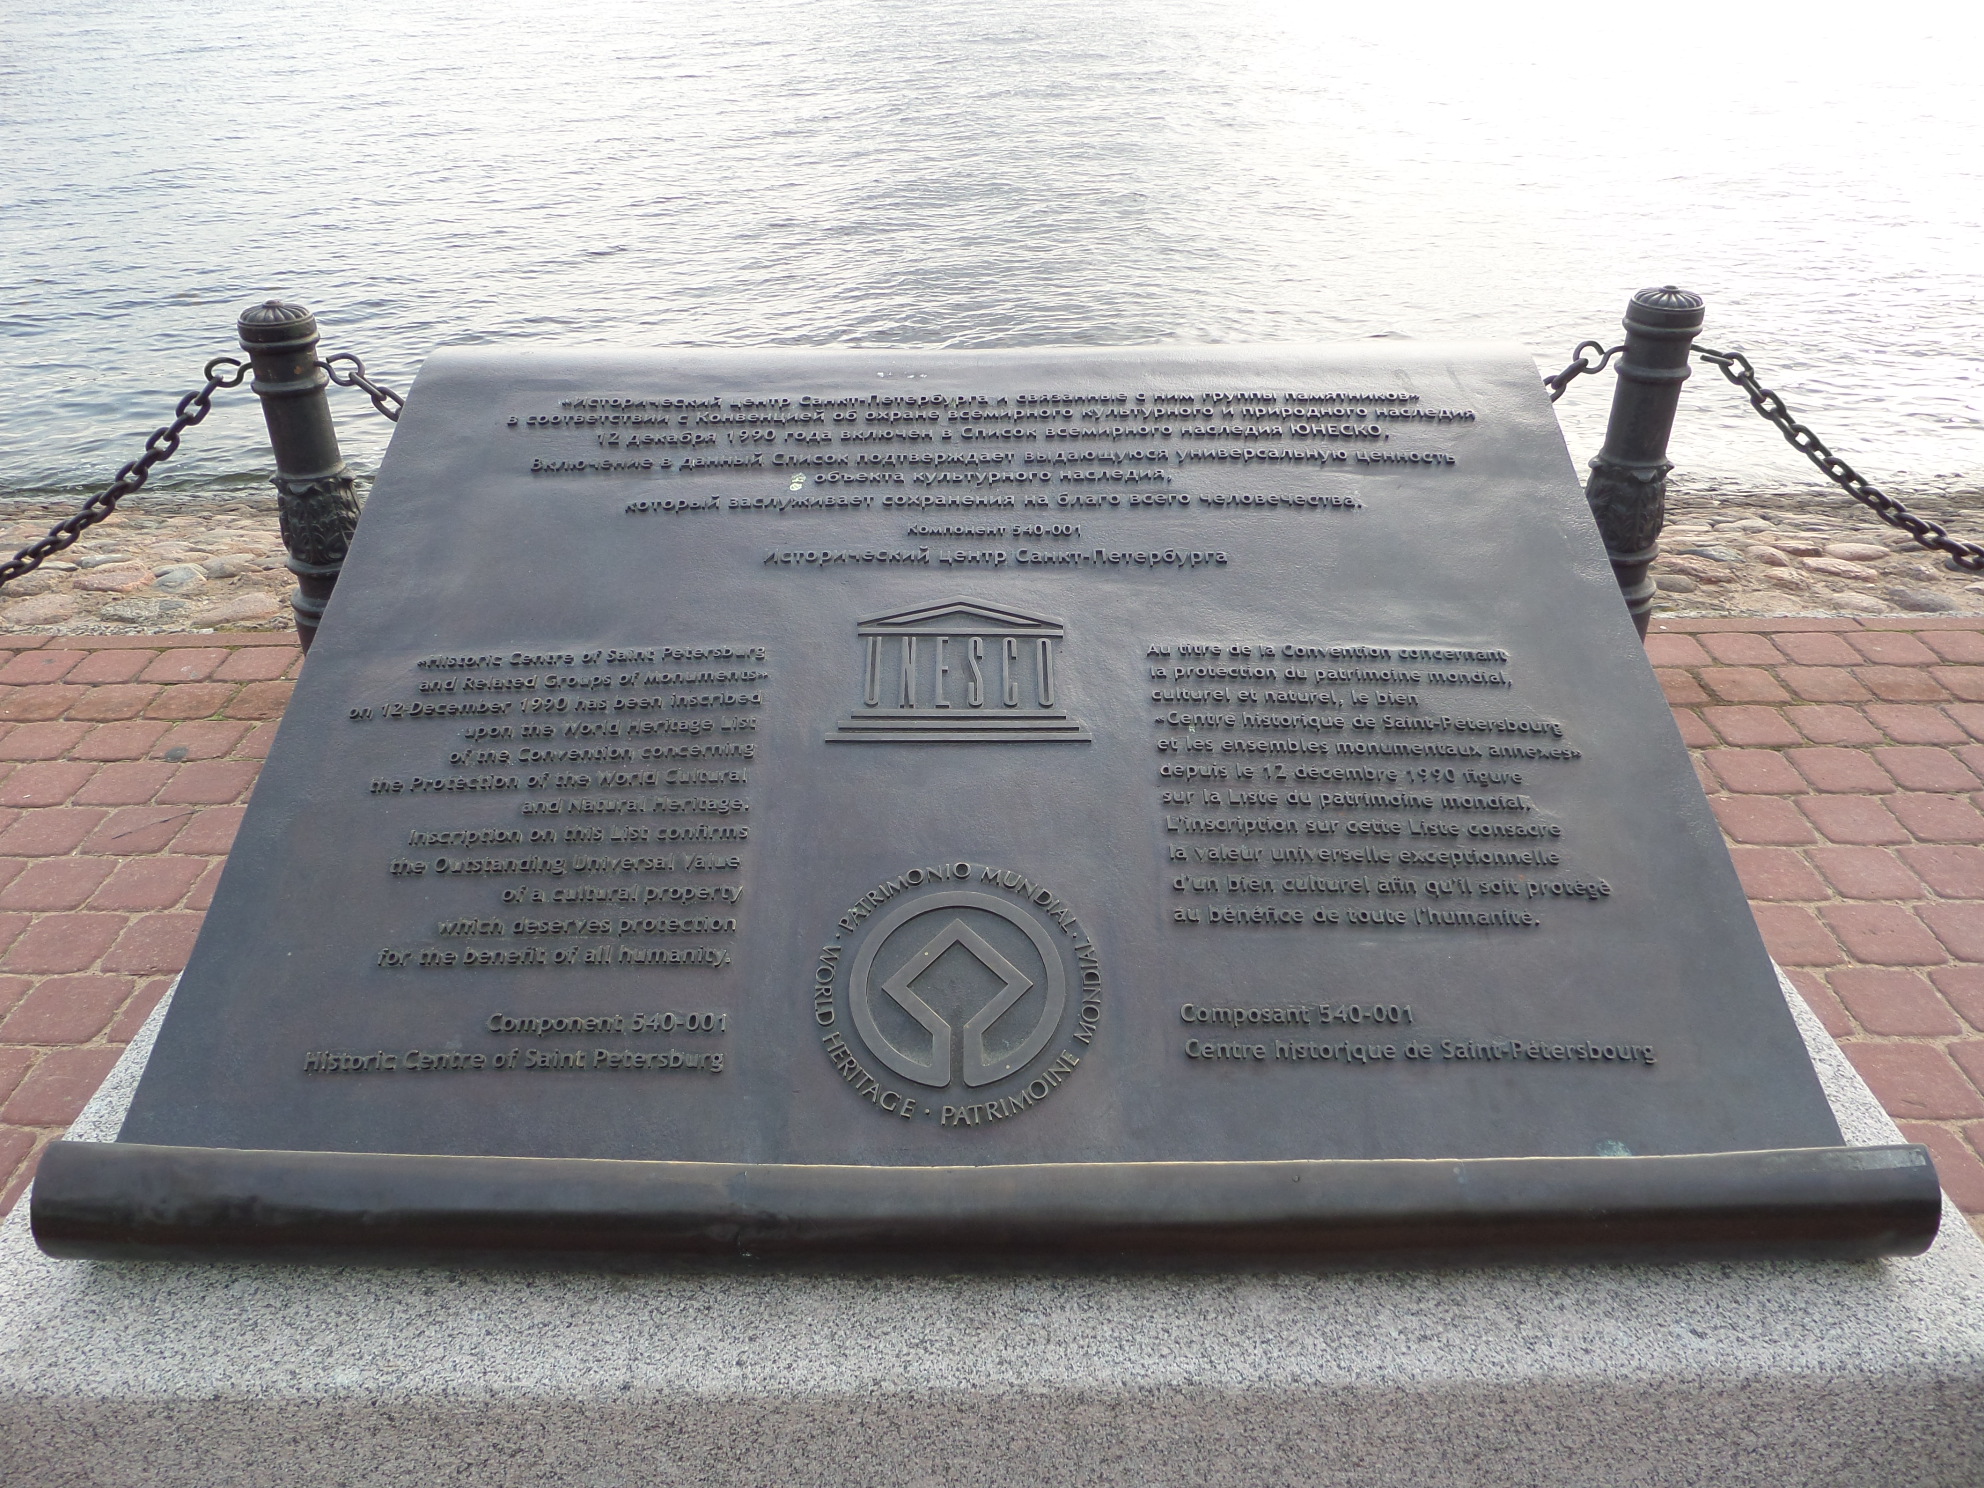 «Исторический центр Санкт-Петербурга и связанные с ним группы памятников»
в соответствии с Конвенцией об охране всемирного культурного и природного наследия
12 декабря 1990 года включен в Список всемирного наследия ЮНЕСКО.
Включение в данный Список подтверждает выдающуюся универсальную ценность
объекта культурного наследия,
который заслуживает сохранения на благо всего человечества.
Компонент 540-001
Исторический центр Санкт-Петербурга
UNESCO
«Historic Centre of Saint Petersburg
and Related Groups of Monuments»
on 12 December 1990 has been inscribed
upon the World Heritage List
of the Convention concerning
the Protection of the World Cultural
and Natural Heritage.
Inscription on this List confirms
the Outstanding Universal Value
of a cultural property
which deserves protection
for the benefit of all humanity.
Component 540-001
Historic Centre of Saint Petersburg
WORLD HERITAGE · PATRIMOINE MONDIAL · PATRIMONIO MUNDIAL ·
Au titre de la Convention concernant
la protection du patrimoine mondial,
culturel et naturel, le bien
«Centre historique de Saint-Pétersbourg
et les ensembles monumentaux annexes»
depuis le 12 décembre 1990 figure
sur la Liste du patrimoine mondial.
L'inscription sur cette Liste consacre
la valeur universelle exceptionnelle
d'un bien culturel afin qu'il soit protégé
au bénéfice de toute l'humanité.
Composant 540-001
Centre historique de Saint-Pétersbourg